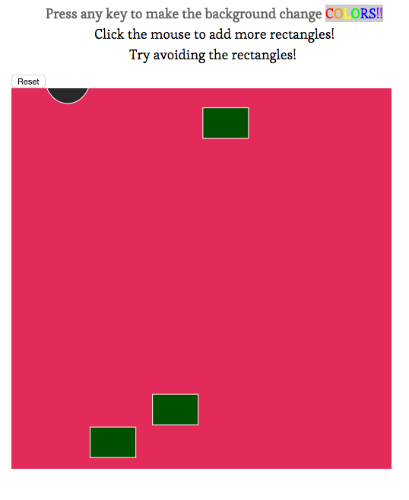 Press any key to make the background change COLORS!!
Click the mouse to add more rectangles!
Try avoiding the rectangles!
Reset